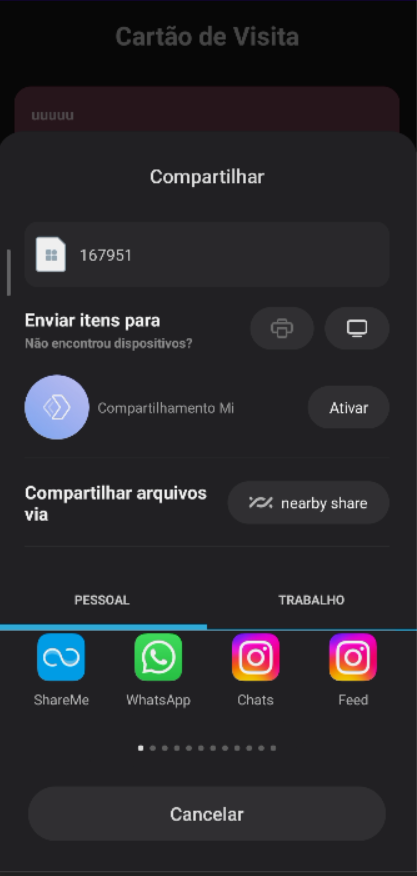 Cartão de Visita
uuuuu
Compartilhar
167951
Enviar itens para
Não encontrou dispositivos?
Compartilhamento Mi
Ativar
Compartilhar arquivos
via
nearby share
PESSOAL
TRABALHO
ShareMe
WhatsApp
Chats
Feed
Cancelar